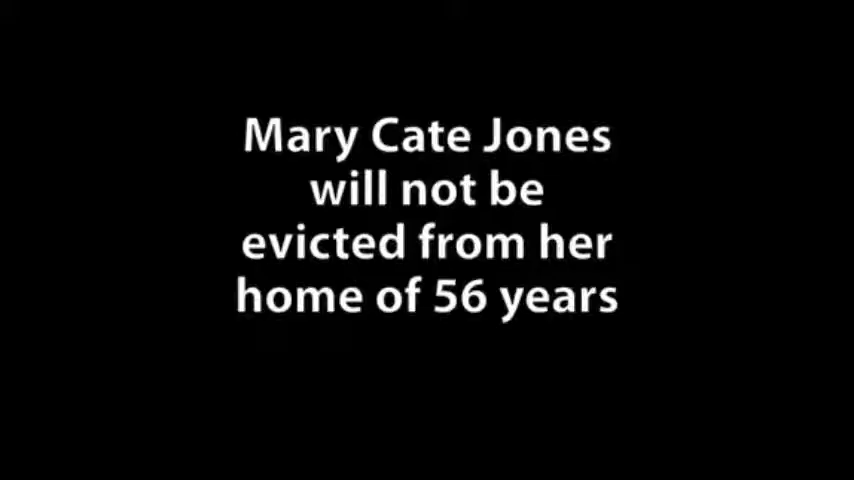 Mary Cate Jones
will not be
evicted from her
home of 56 years